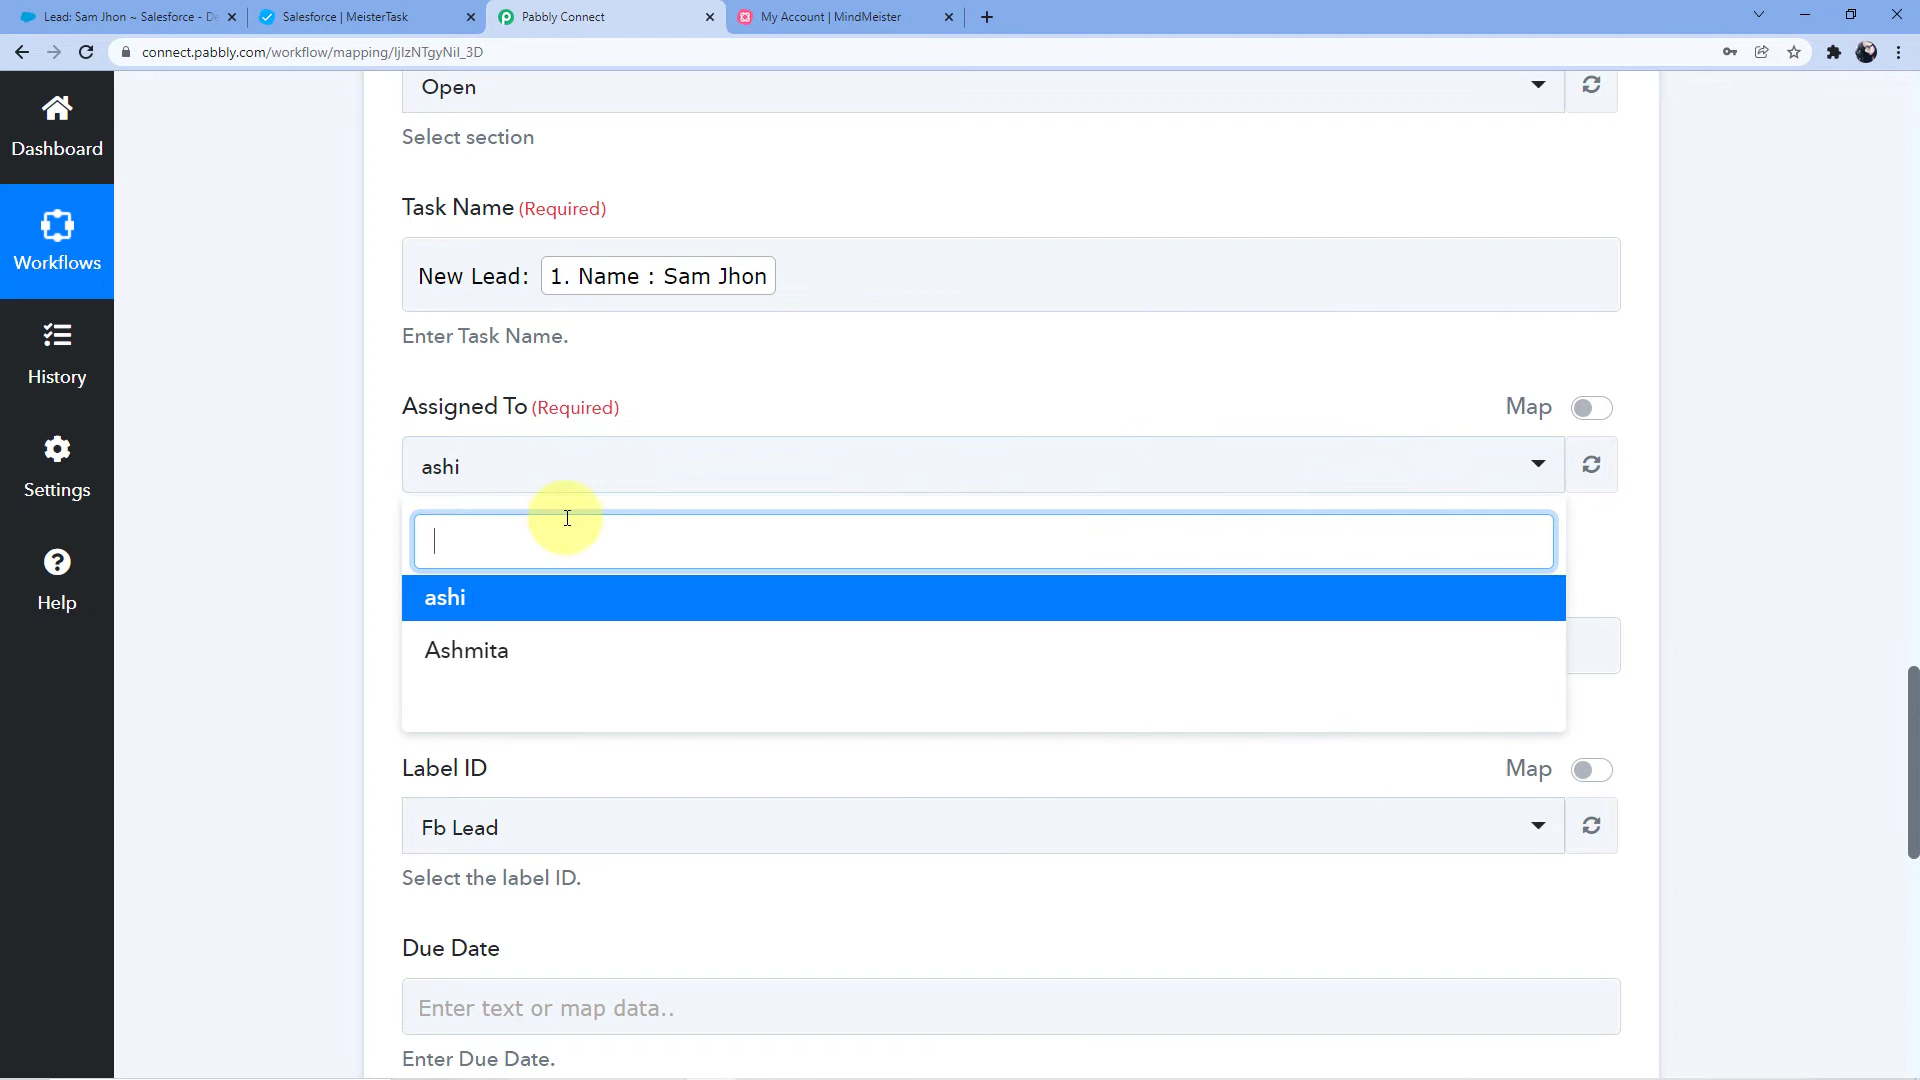 Lead: Sam Jhon ~ Salesforce - De
Salesforce | MeisterTask
Pabbly Connect
My Account | MindMeister
connect.pabbly.com/workflow/mapping/IjIzNTgyNiI_3D
Dashboard
Workflows
History
Settings
Help
Open
Select section
Task Name (Required)
New Lead: 1. Name : Sam Jhon
Enter Task Name.
Assigned To (Required)
Map
ashi
ashi
Ashmita
Label ID
Map
Fb Lead
Select the label ID.
Due Date
Enter text or map data..
Enter Due Date.